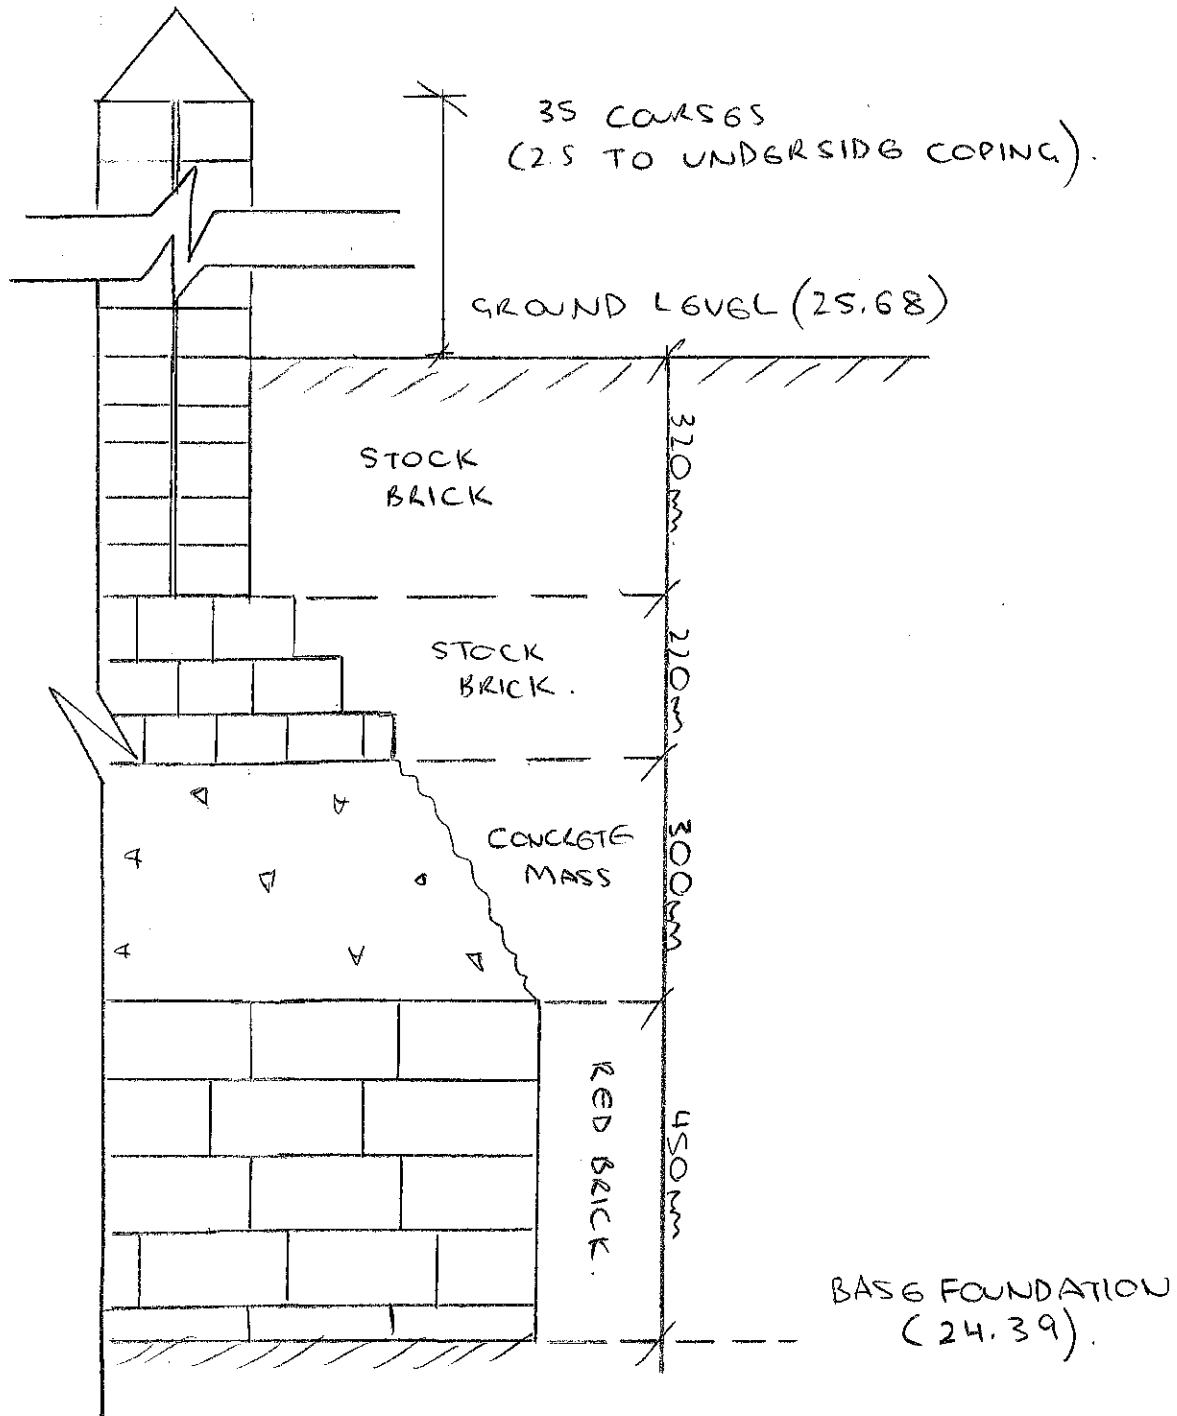 35 COURSES
(2.5 TO UNDERSIDE COPING).
GROUND LEVEL (25.68)
320mm.
STOCK
BRICK
220mm
STOCK
BRICK.
300mm
CONCRETE
MASS
450mm
RED BRICK.
BASE FOUNDATION
(24.39).